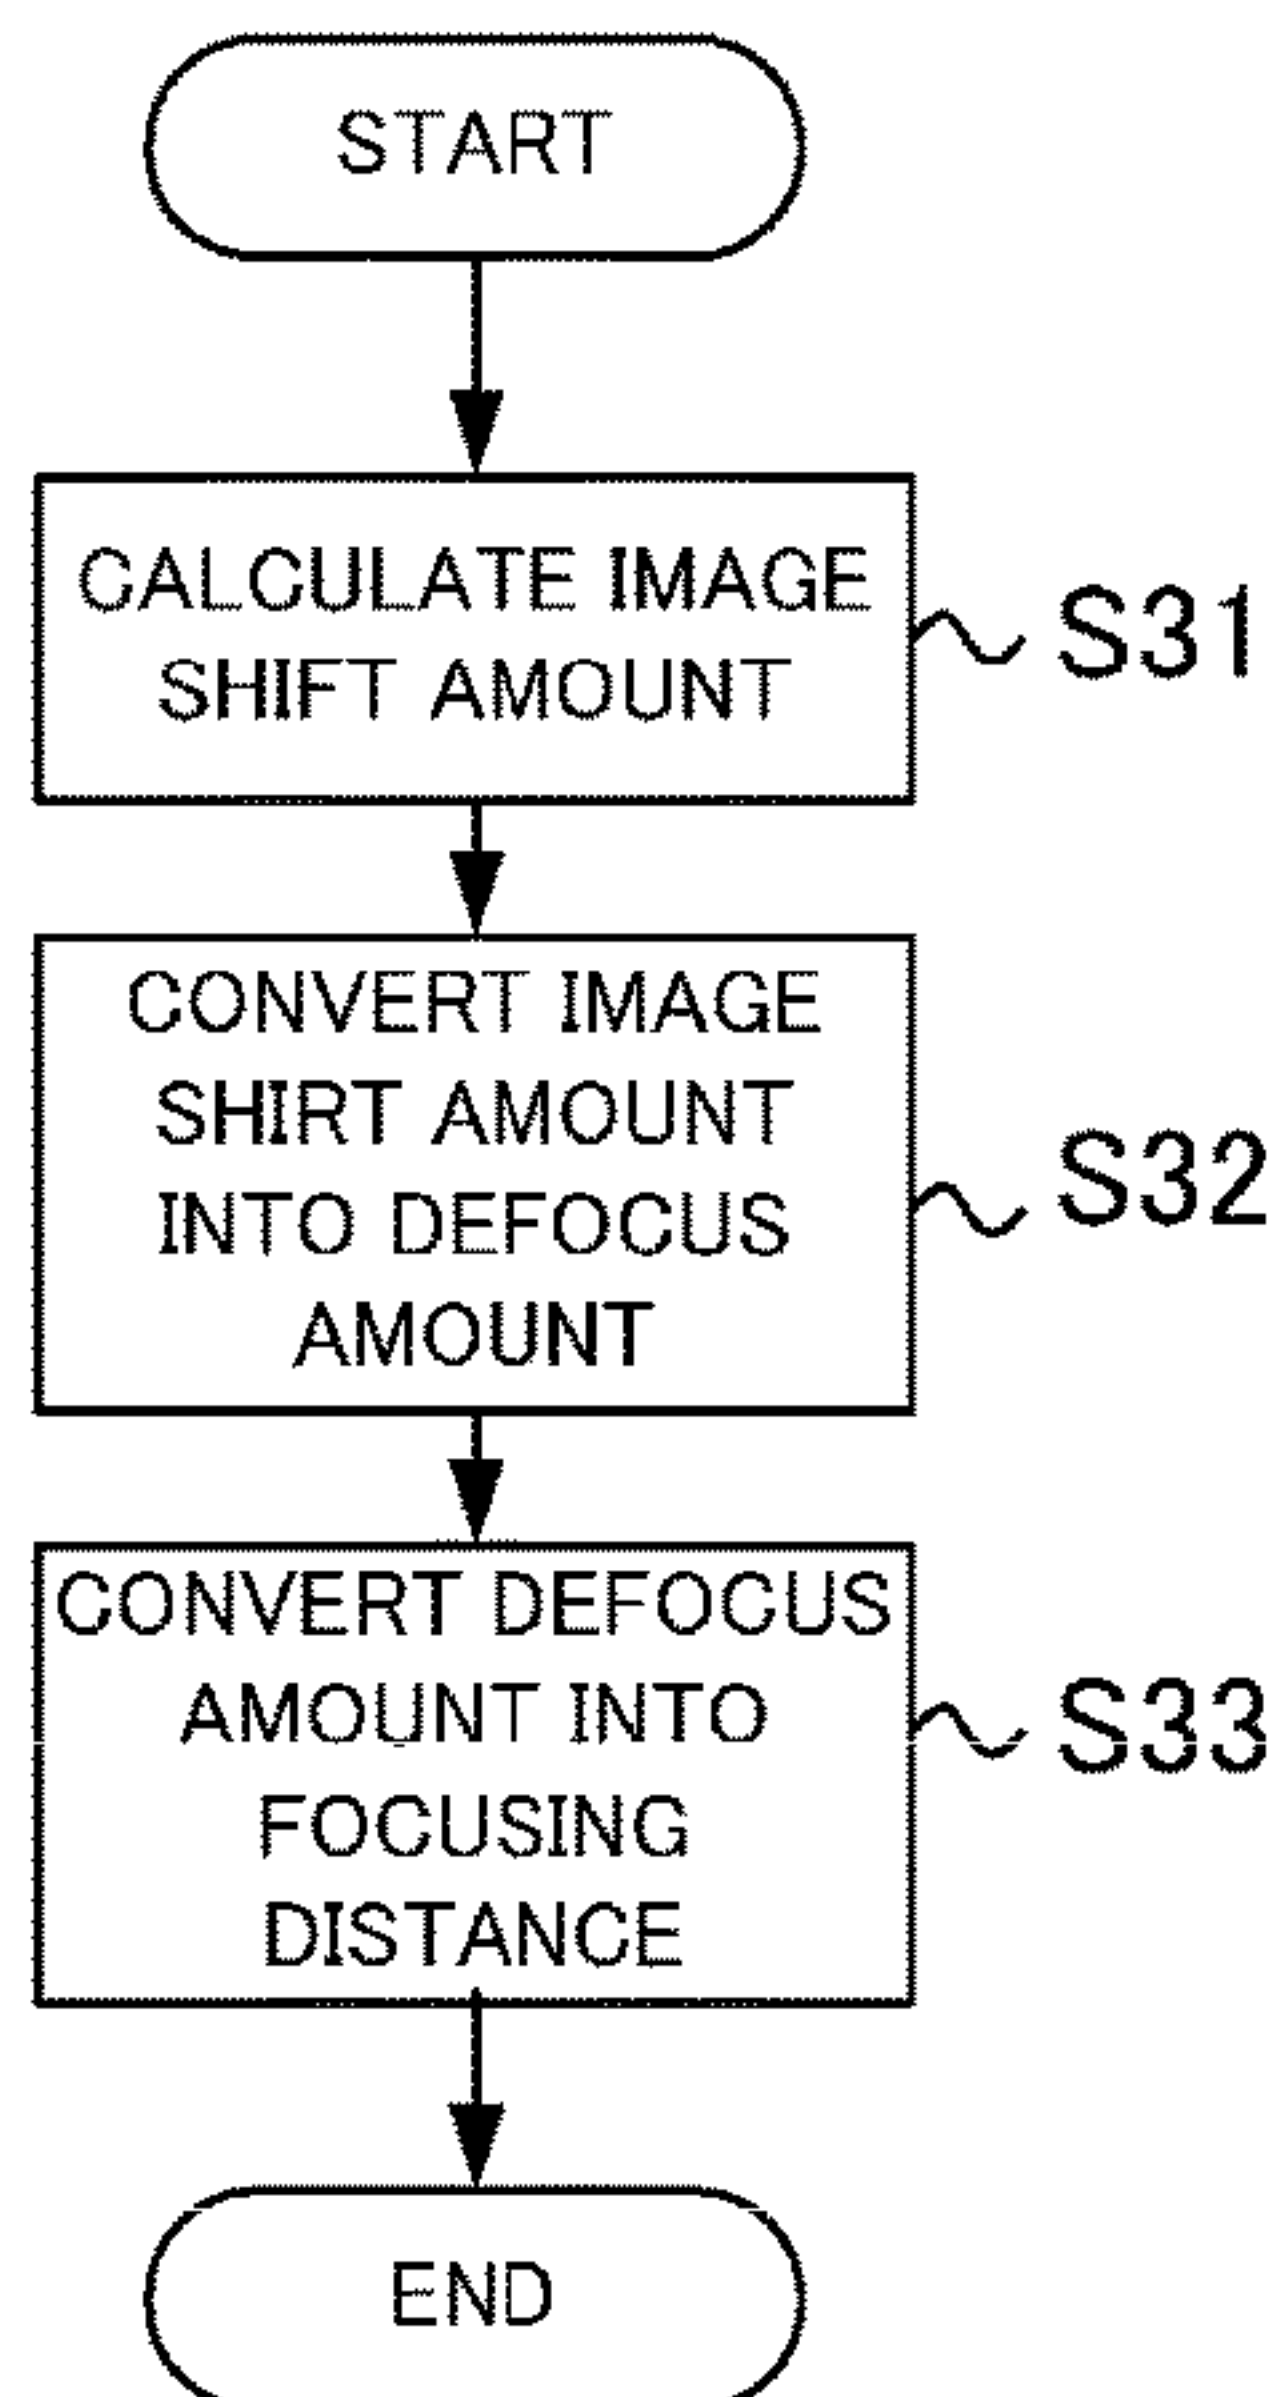 START
CALCULATE IMAGE
SHIFT AMOUNT
S31
CONVERT IMAGE
SHIRT AMOUNT
INTO DEFOCUS
AMOUNT
S32
CONVERT DEFOCUS
AMOUNT INTO
FOCUSING
DISTANCE
S33
END